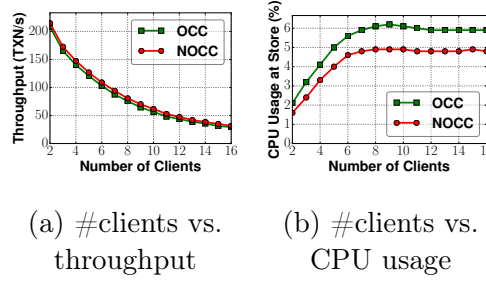 Throughput (TXN/s)
200
150
100
50
0
OCC
NOCC
2 4 6 8 10 12 14 16
Number of Clients
CPU Usage at Store (%)
6
5
4
3
2
1
0
OCC
NOCC
2 4 6 8 10 12 14 16
Number of Clients
(a) #clients vs.
throughput
(b) #clients vs.
CPU usage